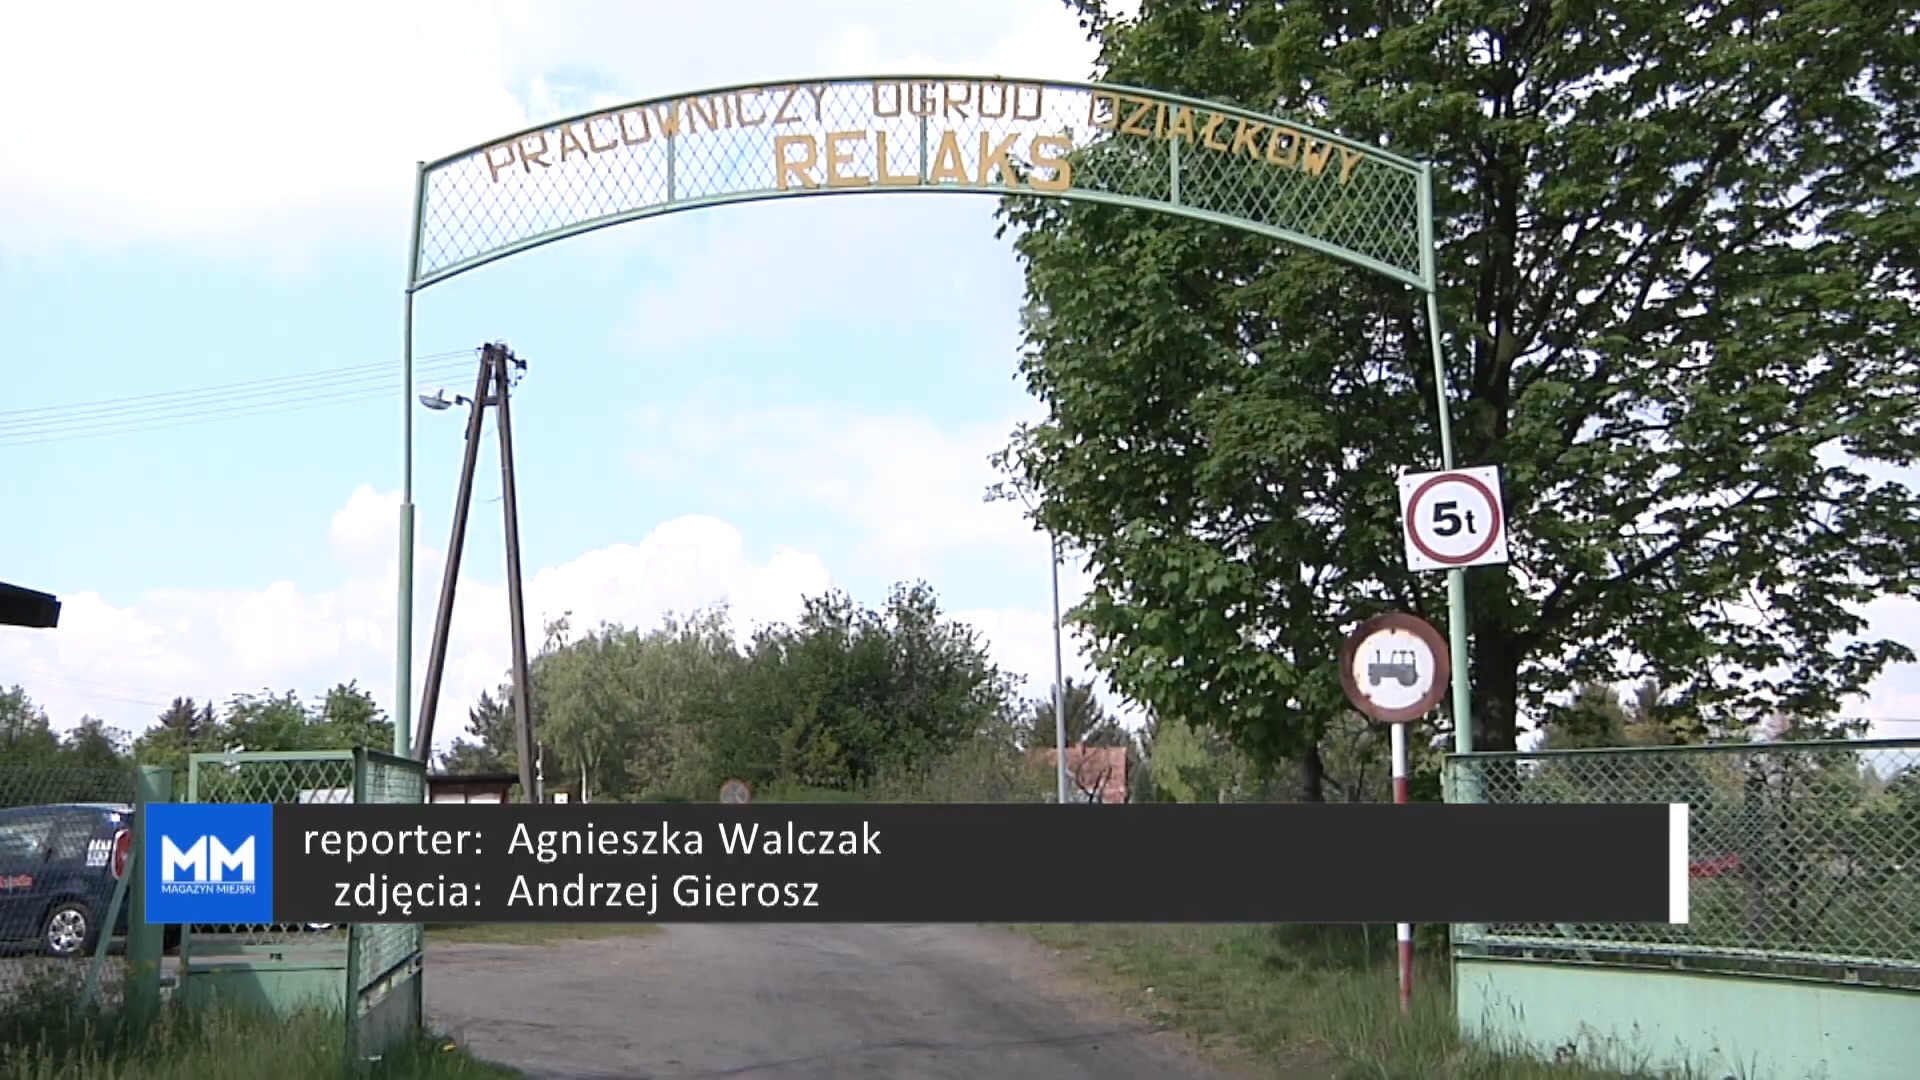 PRACOWNICZY OGRÓD DZIAŁKOWY
RELAKS
5t
MM
MAGAZYN MIEJSKI
reporter: Agnieszka Walczak
zdjęcia: Andrzej Gierosz